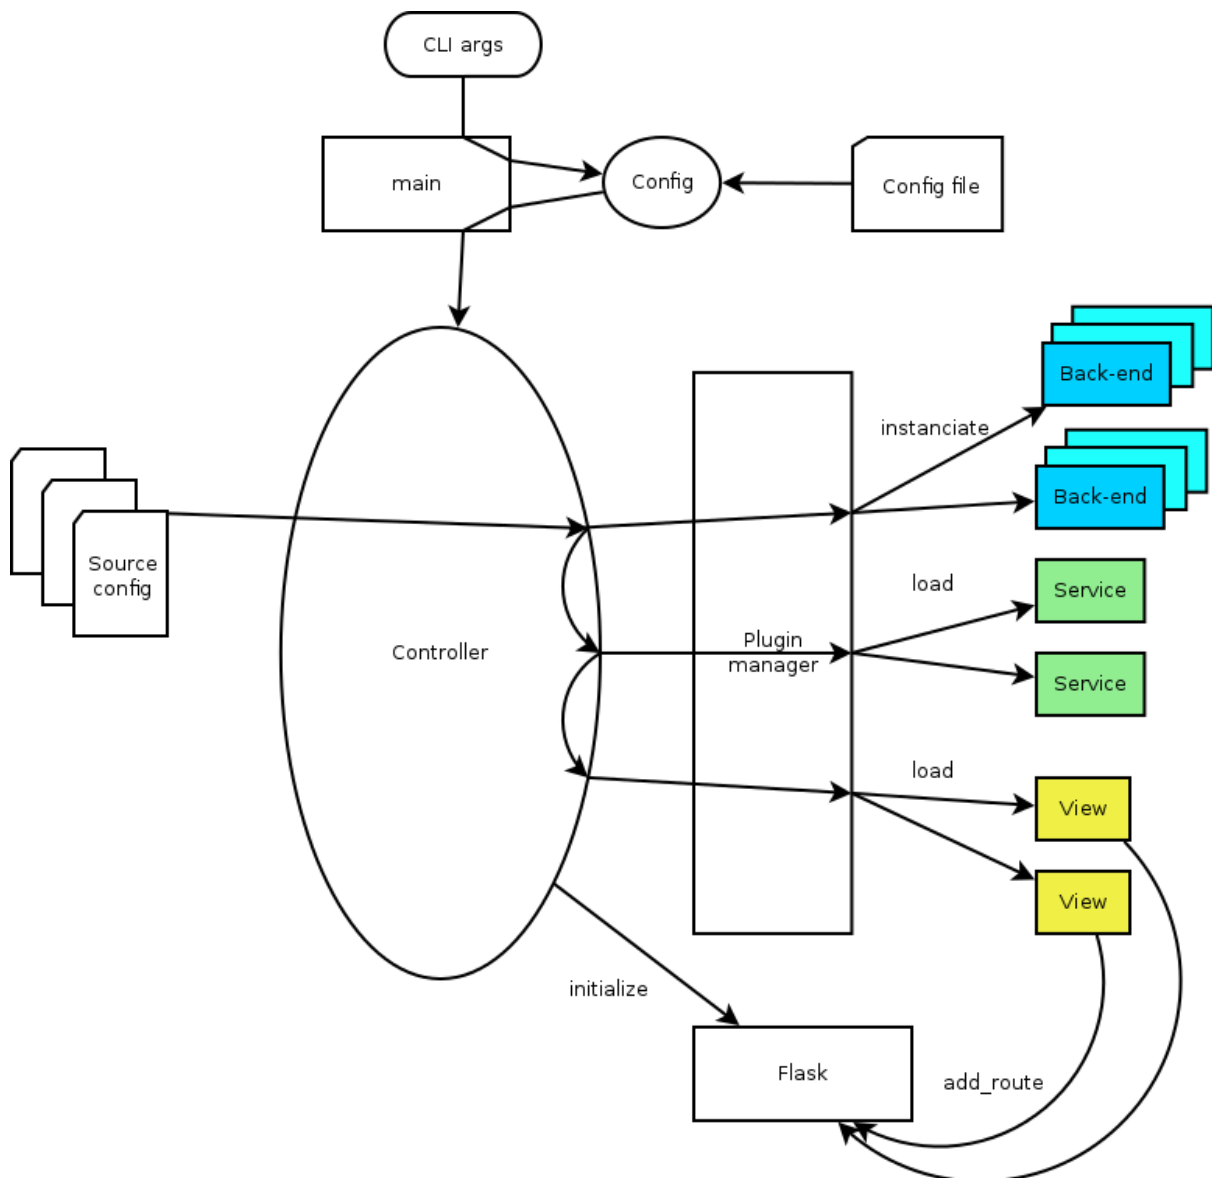 CLI args
main
Config
Config file
Back-end
instanciate
Back-end
Source
config
load
Service
Controller
Plugin
manager
Service
load
View
View
initialize
Flask
add_route